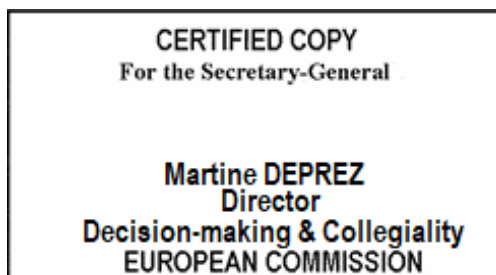 CERTIFIED COPY
For the Secretary-General
Martine DEPREZ
Director
Decision-making & Collegiality
EUROPEAN COMMISSION